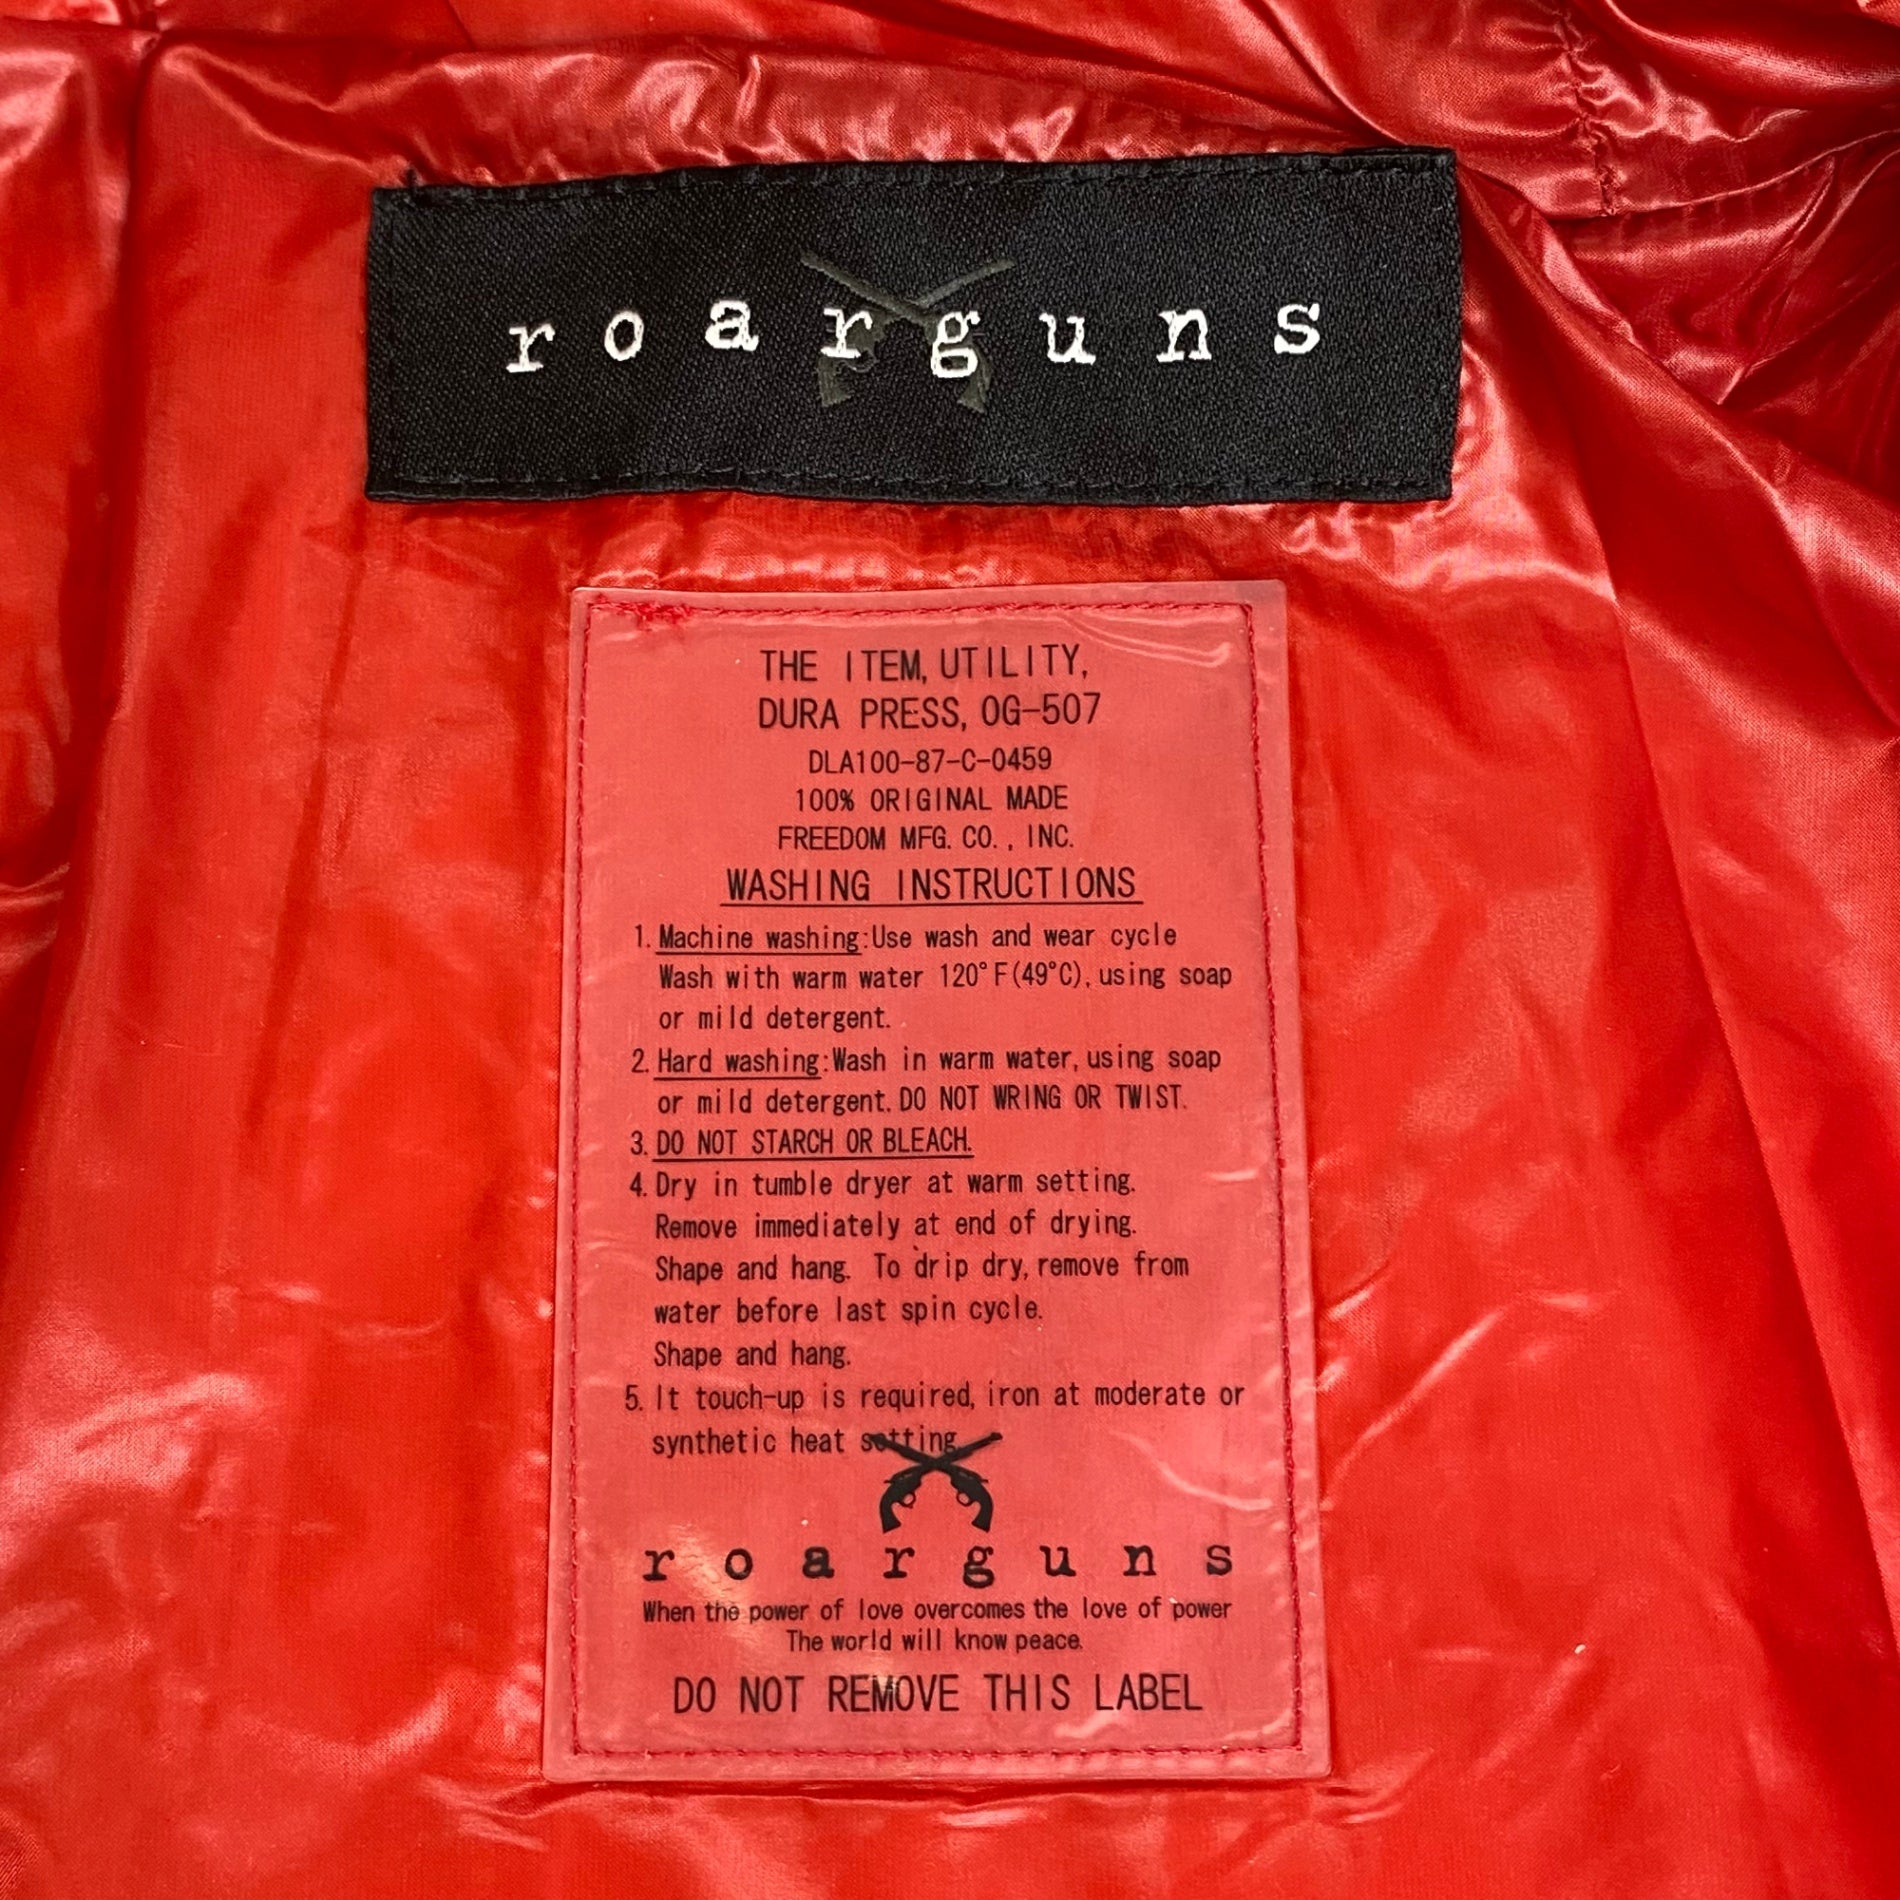 roarguns
THE ITEM, UTILITY,
DURA PRESS, OG-507
DLA100-87-C-0459
100% ORIGINAL MADE
FREEDOM MFG. CO., INC.
WASHING INSTRUCTIONS
1. Machine washing:Use wash and wear cycle
Wash with warm water 120°F(49°C), using soap
or mild detergent.
2. Hard washing:Wash in warm water, using soap
or mild detergent. DO NOT WRING OR TWIST.
3. DO NOT STARCH OR BLEACH.
4. Dry in tumble dryer at warm setting.
Remove immediately at end of drying.
Shape and hang. To drip dry, remove from
water before last spin cycle.
Shape and hang.
5. It touch-up is required, iron at moderate or
synthetic heat setting
roarguns
When the power of love overcomes the love of power
The world will know peace.
DO NOT REMOVE THIS LABEL